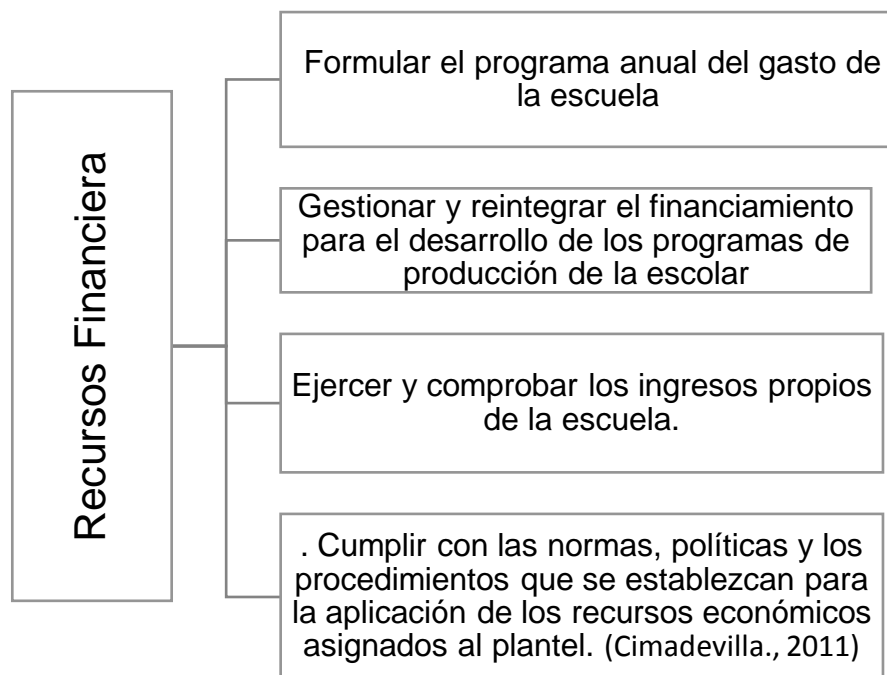 Recursos Financiera
Formular el programa anual del gasto de
la escuela
Gestionar y reintegrar el financiamiento
para el desarrollo de los programas de
producción de la escolar
Ejercer y comprobar los ingresos propios
de la escuela.
. Cumplir con las normas, políticas y los
procedimientos que se establezcan para
la aplicación de los recursos económicos
asignados al plantel. (Cimadevilla., 2011)